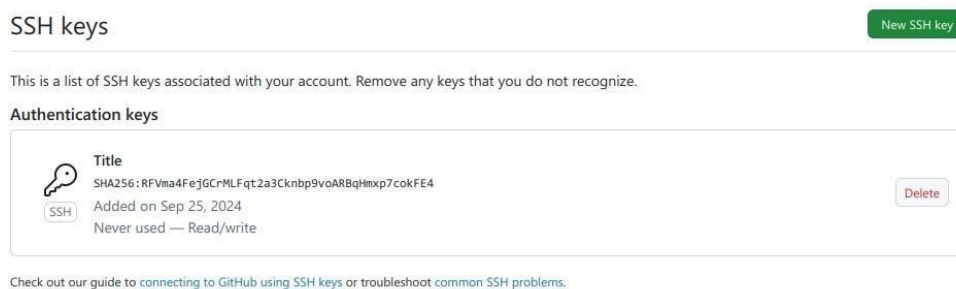 SSH keys
New SSH key
This is a list of SSH keys associated with your account. Remove any keys that you do not recognize.
Authentication keys
Title
SHA256:RFVma4FejGCrMLFqt2a3Cknbp9voARBqHmxp7cokFE4
SSH
Added on Sep 25, 2024
Never used — Read/write
Delete
Check out our guide to connecting to GitHub using SSH keys or troubleshoot common SSH problems.